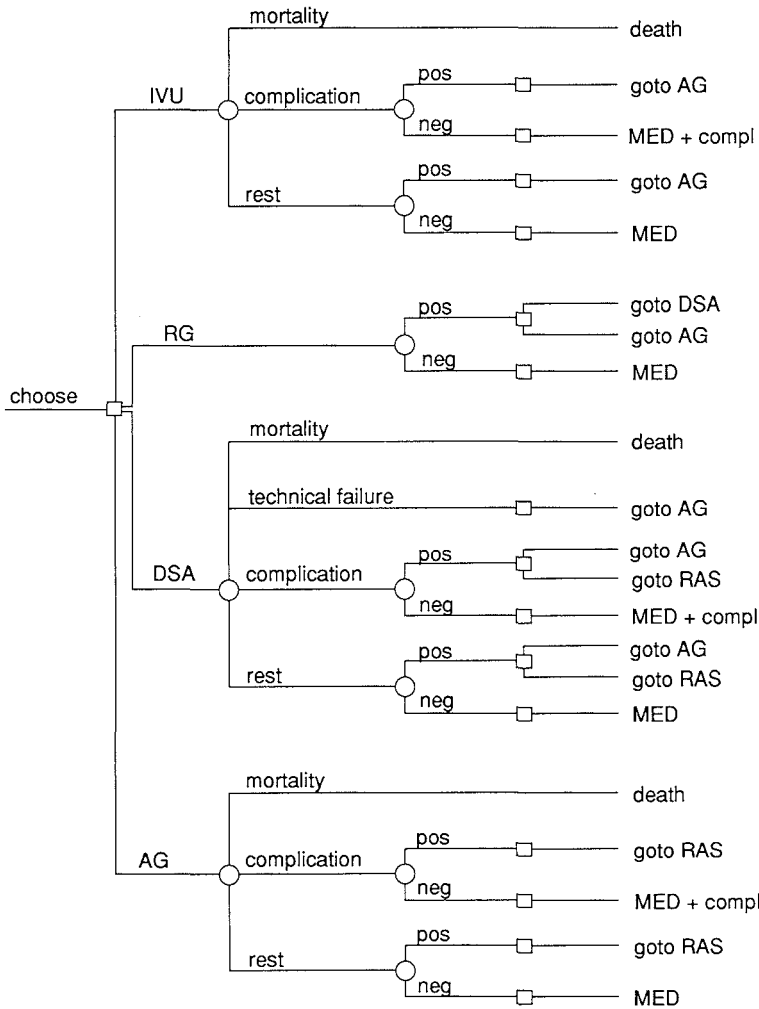 mortality
death
pos
goto AG
IVU
complication
neg
MED + compl
pos
goto AG
rest
neg
MED
pos
goto DSA
goto AG
RG
neg
MED
choose
mortality
death
technical failure
goto AG
pos
goto AG
goto RAS
DSA
complication
neg
MED + compl
pos
goto AG
goto RAS
rest
neg
MED
mortality
death
pos
goto RAS
AG
complication
neg
MED + compl
pos
goto RAS
rest
neg
MED